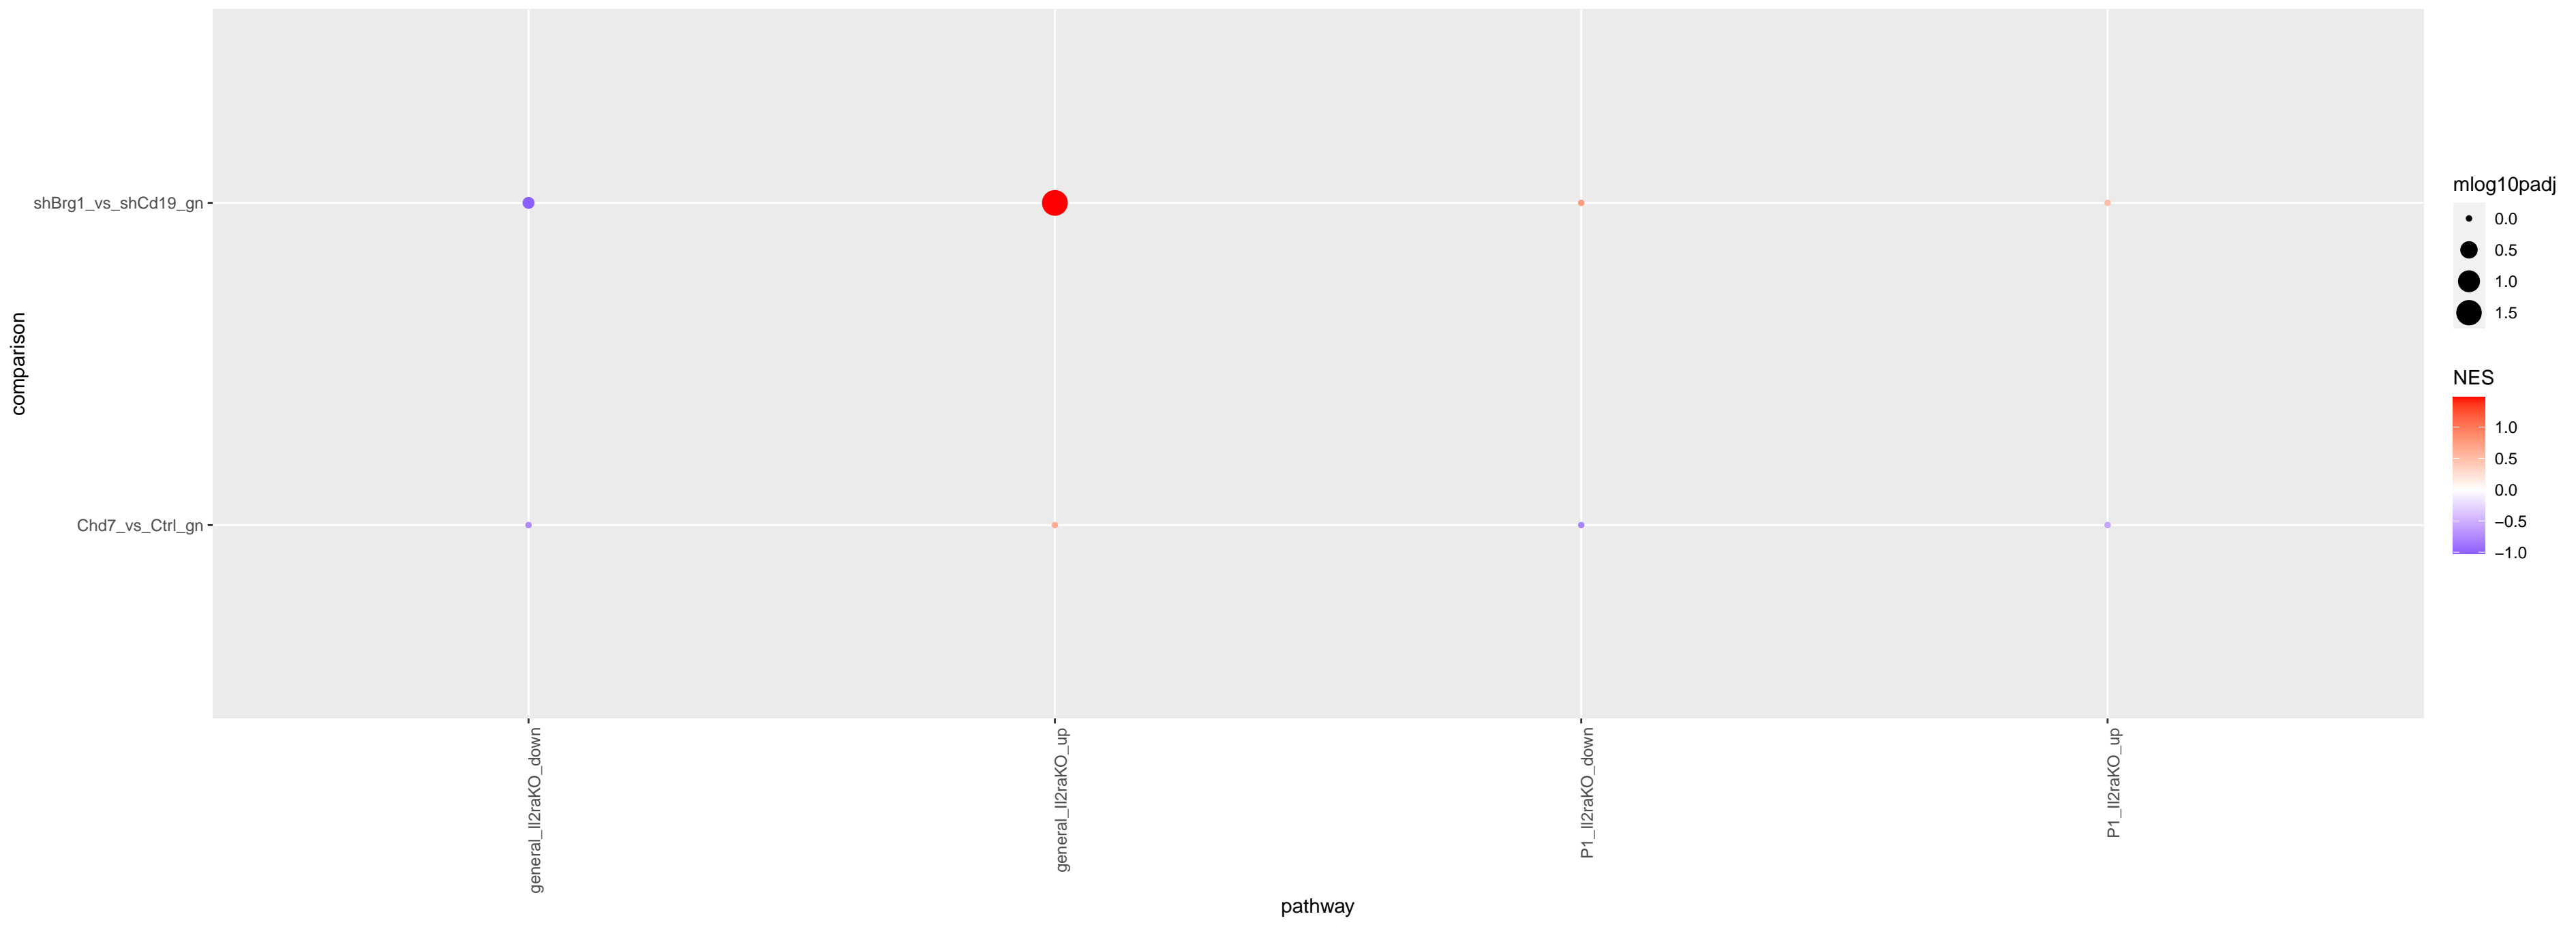 comparison
shBrg1_vs_shCd19_gn
Chd7_vs_Ctrl_gn
general_Il2raKO_down
general_Il2raKO_up
P1_Il2raKO_down
P1_Il2raKO_up
pathway
mlog10padj
0.0
0.5
1.0
1.5
NES
1.0
0.5
0.0
−0.5
−1.0